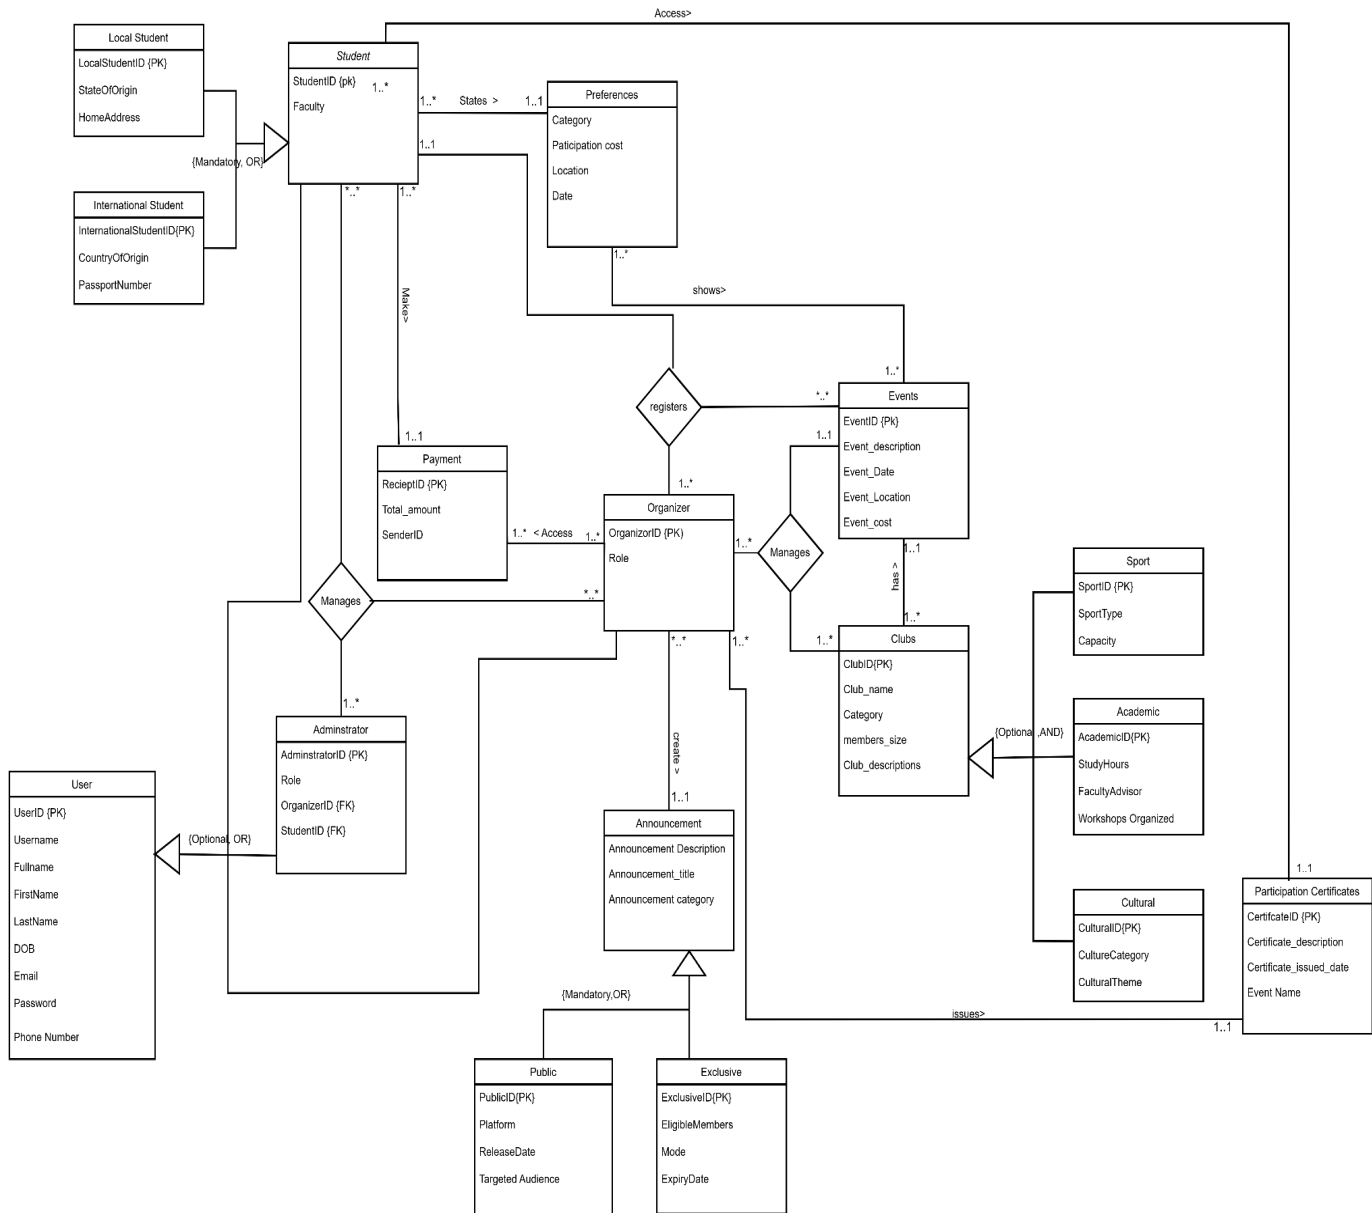 Access>
Local Student
LocalStudentID {PK}
StateOfOrigin
HomeAddress
Student
StudentID {pk}
Faculty
1..*
1..*
States >
1..1
1..1
Preferences
Category
Paticipation cost
Location
Date
{Mandatory, OR}
International Student
InternationalStudentID{PK}
CountryOfOrigin
PassportNumber
*..*
1..*
1..*
shows>
Make>
1..*
registers
*..*
Events
EventID {Pk}
Event_description
Event_Date
Event_Location
Event_cost
1..1
1..1
1..1
Payment
RecieptID {PK}
Total_amount
SenderID
1..*
Organizer
OrganizorID {PK)
Role
1..*
< Access
1..*
1..*
Manages
has >
Manages
*..*
1..*
1..*
Clubs
ClubID{PK}
Club_name
Category
members_size
Club_descriptions
Sport
SportID {PK}
SportType
Capacity
*..*
1..*
{Optional ,AND}
Academic
AcademicID{PK}
StudyHours
FacultyAdvisor
Workshops Organized
1..*
Adminstrator
AdminstratorID {PK}
Role
OrganizerID {FK}
StudentID {FK}
create >
1..1
User
UserID {PK}
Username
Fullname
FirstName
LastName
DOB
Email
Password
Phone Number
{Optional, OR}
Announcement
Announcement Description
Announcement_title
Announcement category
Cultural
CulturalID{PK}
CultureCategory
CulturalTheme
1..1
Participation Certificates
CertifcateID {PK}
Certificate_description
Certificate_issued_date
Event Name
{Mandatory,OR}
issues>
1..1
Public
PublicID{PK}
Platform
ReleaseDate
Targeted Audience
Exclusive
ExclusiveID{PK}
EligibleMembers
Mode
ExpiryDate